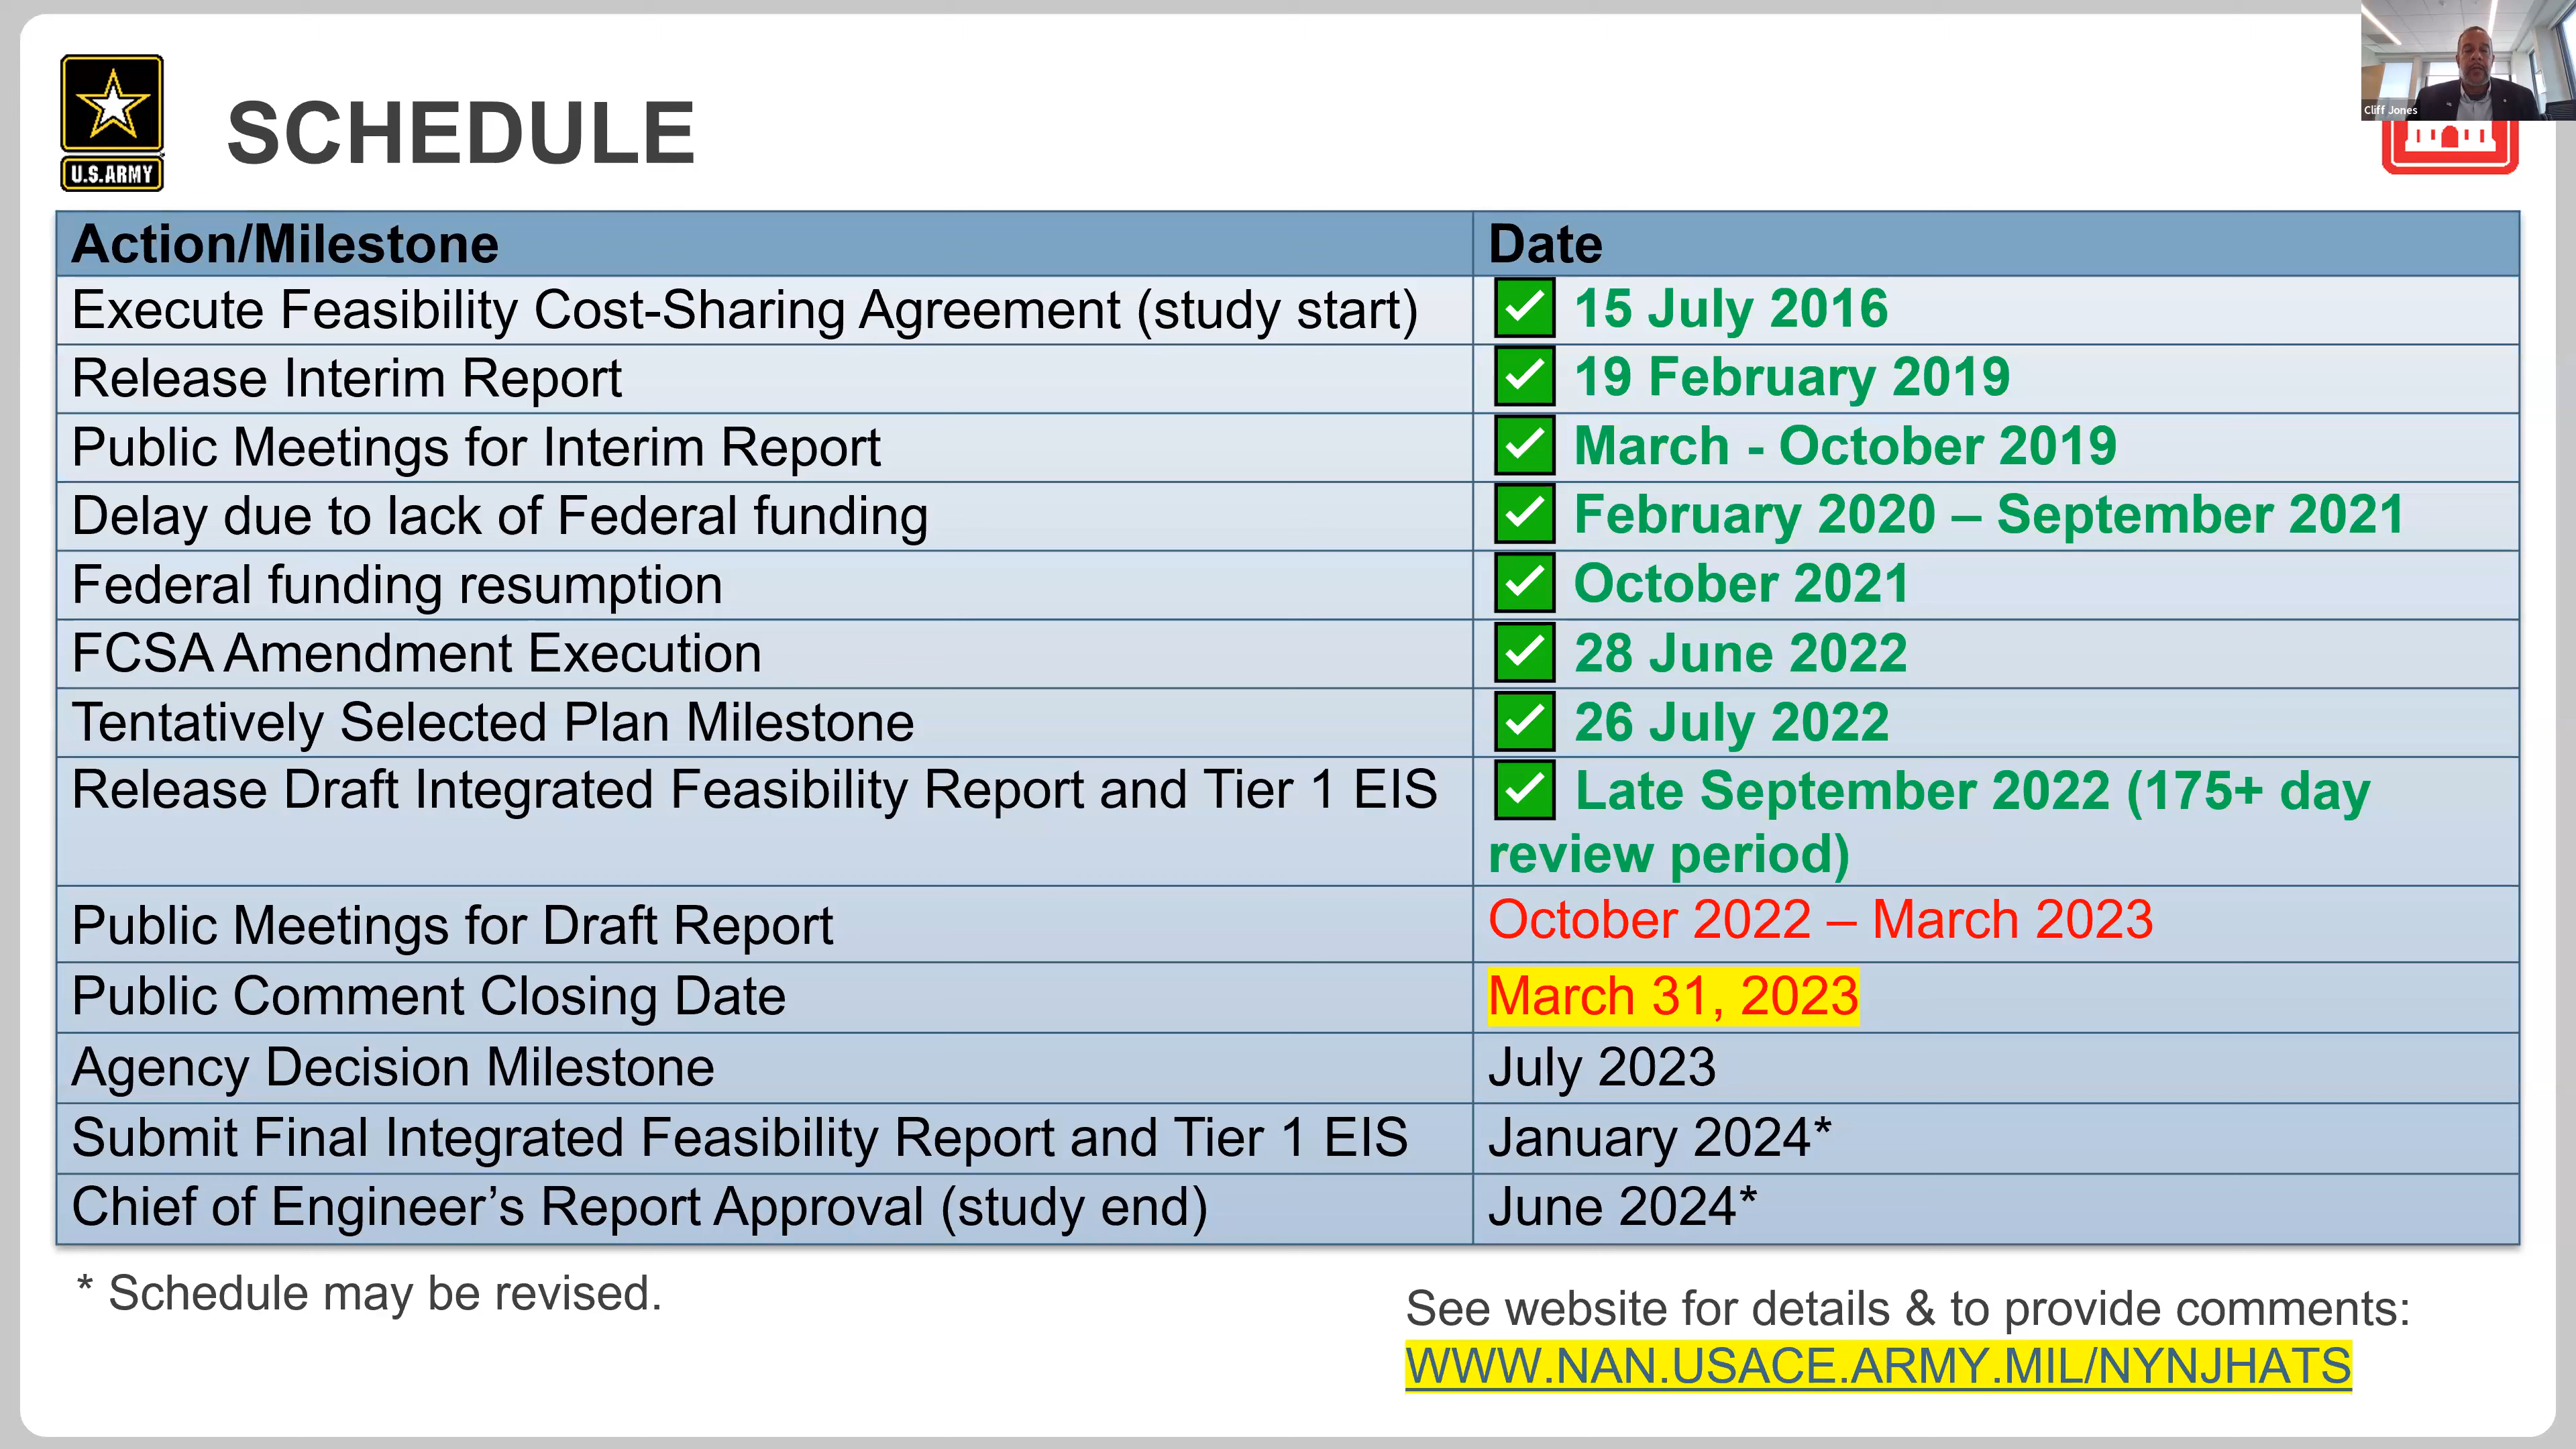 Cliff Jones
U.S.ARMY
SCHEDULE
Action/Milestone Date
Execute Feasibility Cost-Sharing Agreement (study start) ✅ 15 July 2016
Release Interim Report ✅ 19 February 2019
Public Meetings for Interim Report ✅ March - October 2019
Delay due to lack of Federal funding ✅ February 2020 – September 2021
Federal funding resumption ✅ October 2021
FCSA Amendment Execution ✅ 28 June 2022
Tentatively Selected Plan Milestone ✅ 26 July 2022
Release Draft Integrated Feasibility Report and Tier 1 EIS ✅ Late September 2022 (175+ day
review period)
Public Meetings for Draft Report October 2022 – March 2023
Public Comment Closing Date March 31, 2023
Agency Decision Milestone July 2023
Submit Final Integrated Feasibility Report and Tier 1 EIS January 2024*
Chief of Engineer’s Report Approval (study end) June 2024*
* Schedule may be revised.
See website for details & to provide comments:
WWW.NAN.USACE.ARMY.MIL/NYNJHATS